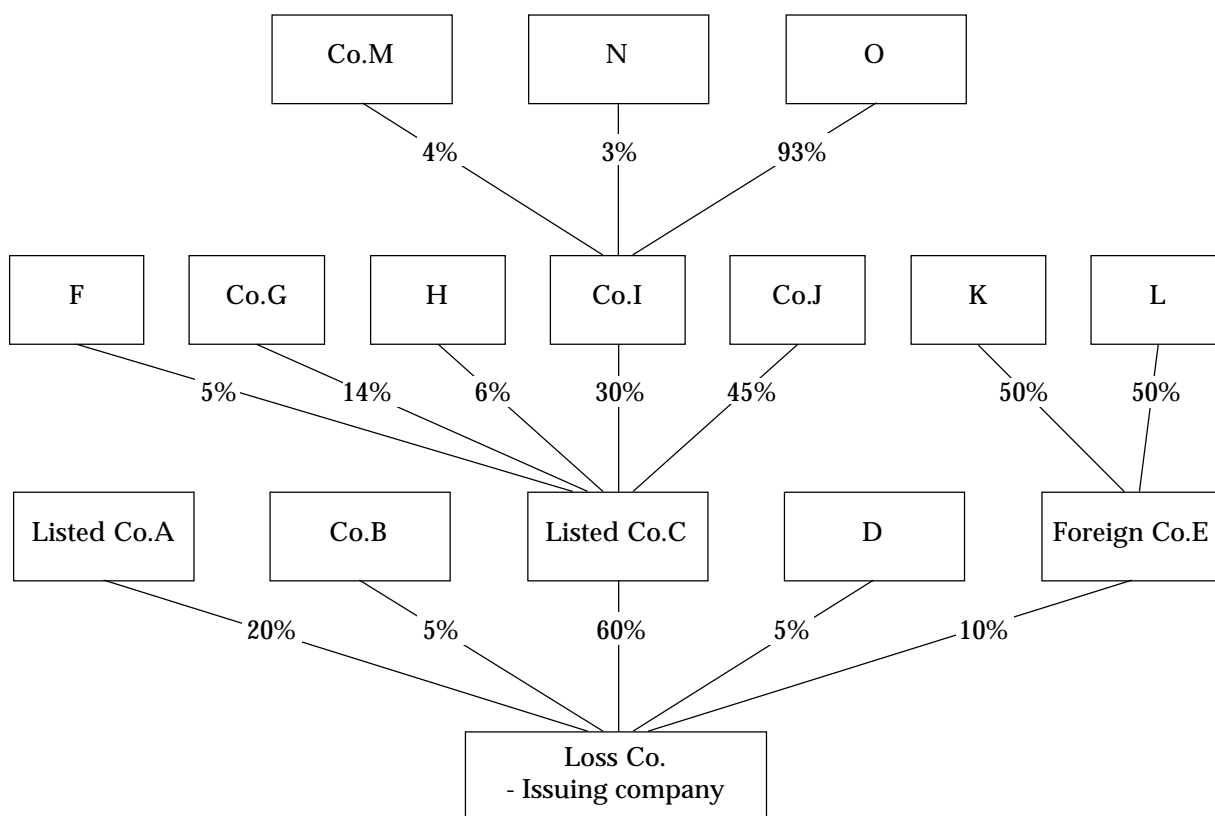 Co.M
N
O
4%
3%
93%
F
Co.G
H
Co.I
Co.J
K
L
5%
14%
6%
30%
45%
50%
50%
Listed Co.A
Co.B
Listed Co.C
D
Foreign Co.E
20%
5%
60%
5%
10%
Loss Co.
- Issuing company